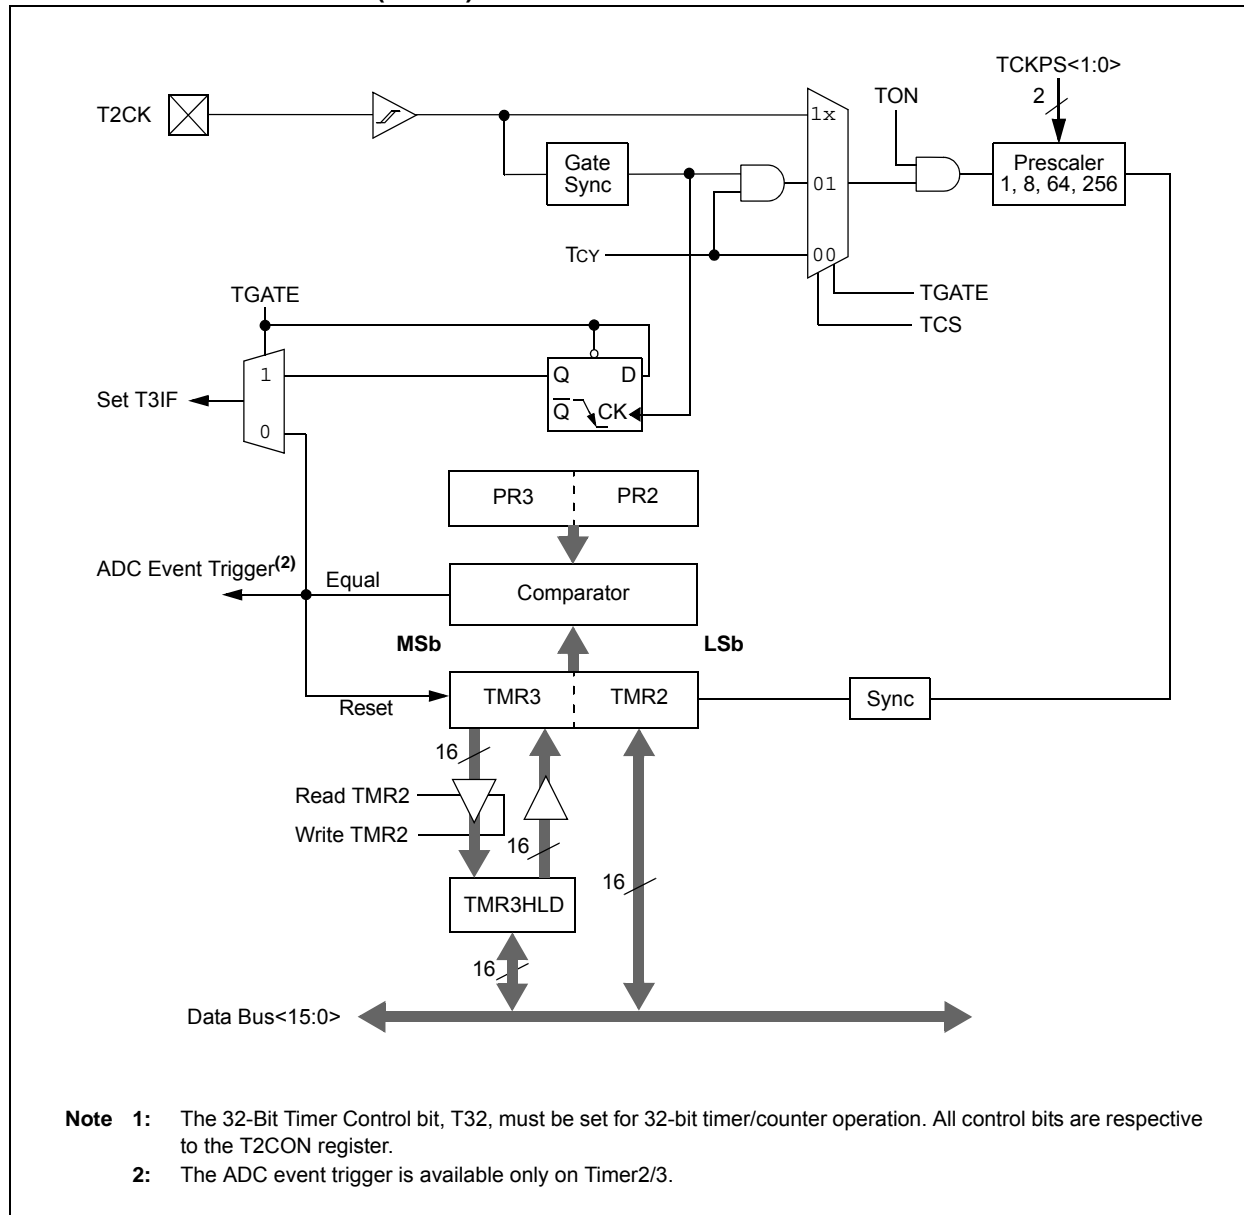 TCKPS<1:0>
2
TON
T2CK
1x
Gate
Sync
Prescaler
1, 8, 64, 256
01
TCY
00
TGATE
TGATE
TCS
1
Q D
Set T3IF
Q CK
0
PR3 PR2
ADC Event Trigger(2)
Equal
Comparator
MSb LSb
TMR3 TMR2
Sync
Reset
16
Read TMR2
Write TMR2
16
16
TMR3HLD
16
Data Bus<15:0>
Note 1: The 32-Bit Timer Control bit, T32, must be set for 32-bit timer/counter operation. All control bits are respective
to the T2CON register.
2: The ADC event trigger is available only on Timer2/3.